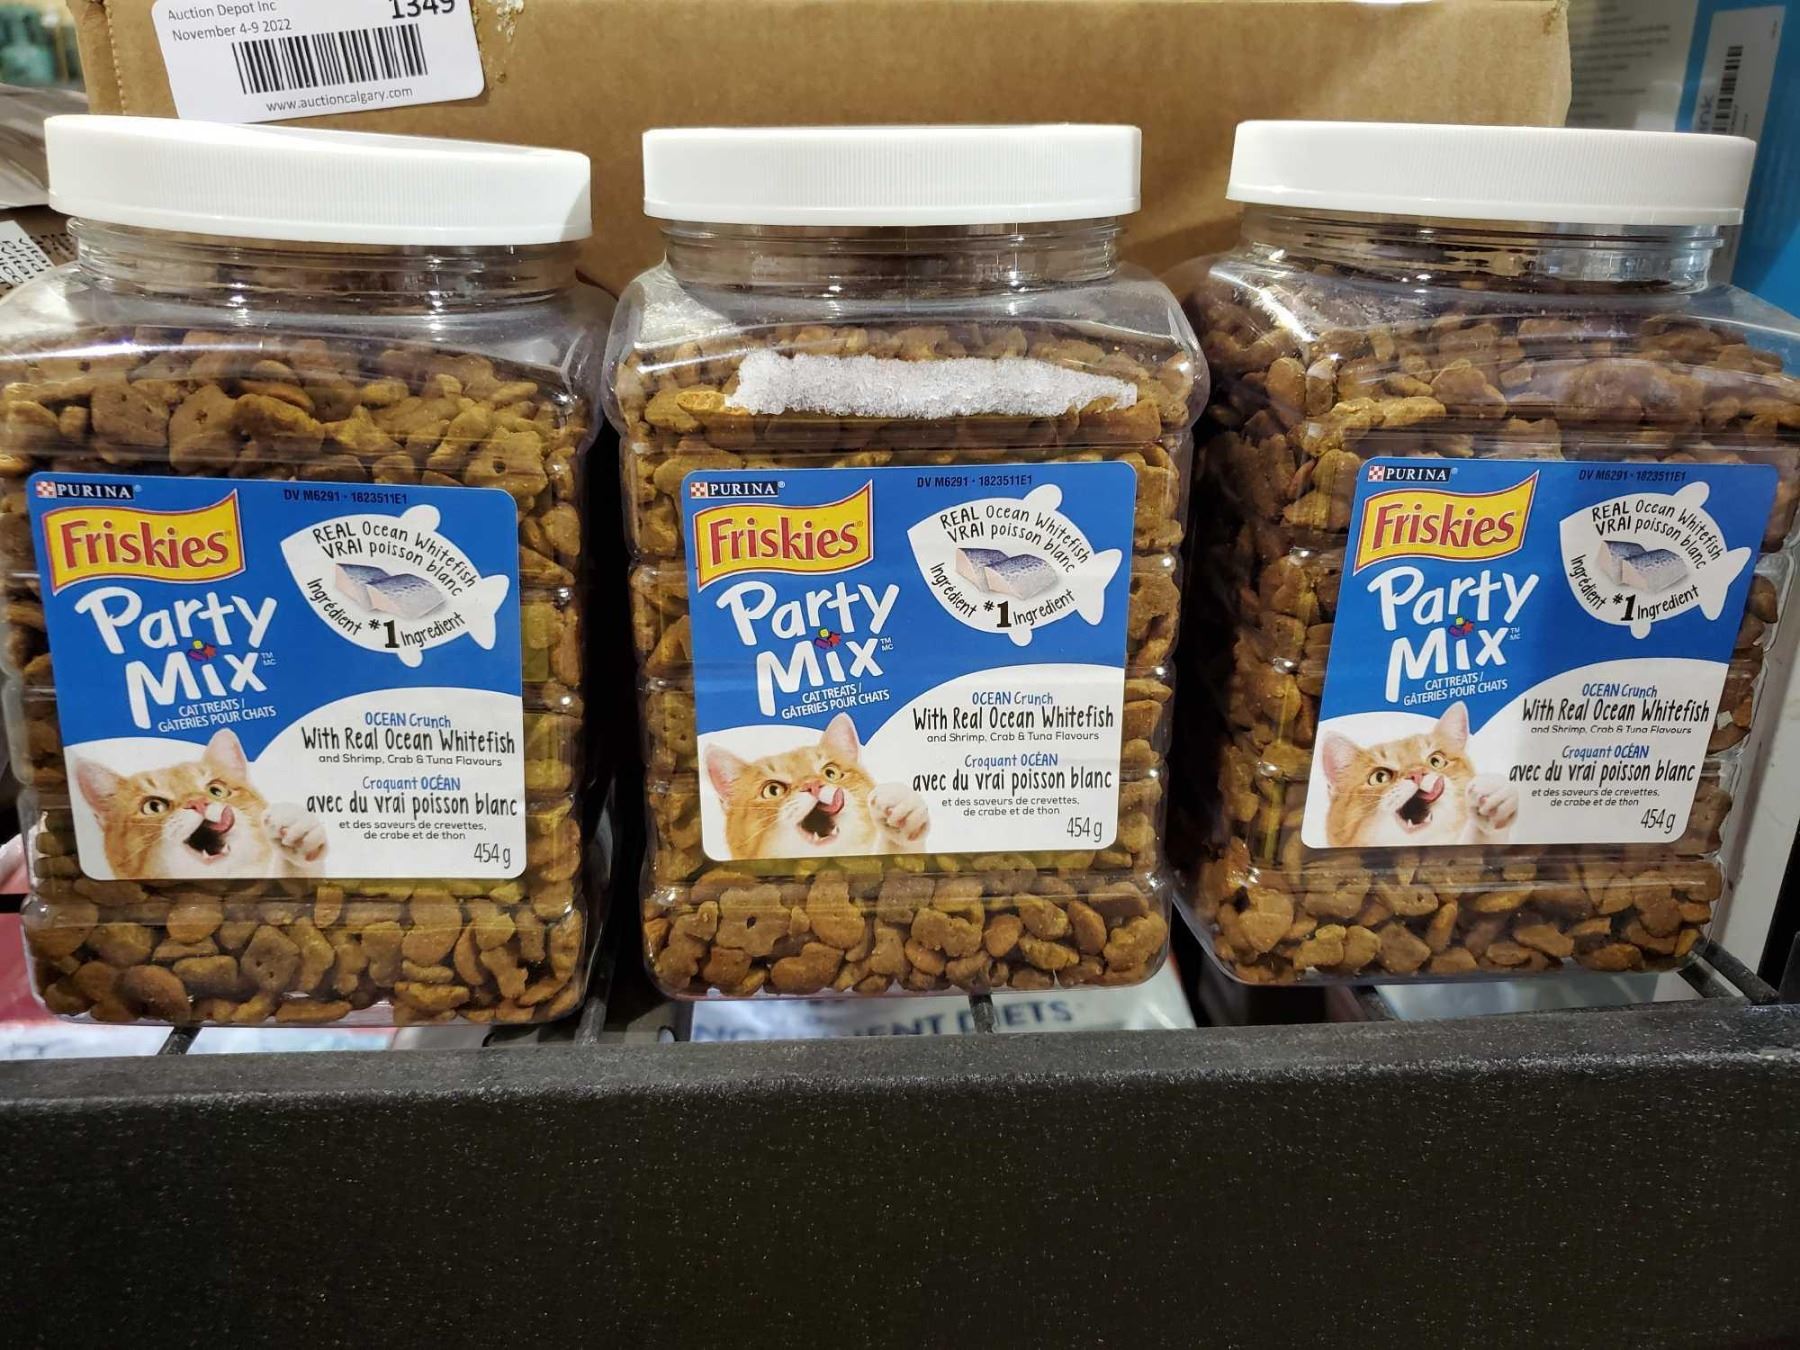 Auction Depot Inc
1349
November 4-9 2022
www.auctioncalgary.com
PURINA®
DV M6291 - 1823511E1
Friskies
REAL Ocean Whitefish
VRAI poisson blanc
Ingrédient #1 Ingredient
Party
Mix TM MC
CAT TREATS /
GÂTERIES POUR CHATS
OCEAN Crunch
With Real Ocean Whitefish
and Shrimp, Crab & Tuna Flavours
Croquant OCÉAN
avec du vrai poisson blanc
et des saveurs de crevettes,
de crabe et de thon
454 g
PURINA®
DV M6291 - 1823511E1
Friskies
REAL Ocean Whitefish
VRAI poisson blanc
Ingrédient #1 Ingredient
Party
Mix TM MC
CAT TREATS /
GÂTERIES POUR CHATS
OCEAN Crunch
With Real Ocean Whitefish
and Shrimp, Crab & Tuna Flavours
Croquant OCÉAN
avec du vrai poisson blanc
et des saveurs de crevettes,
de crabe et de thon
454 g
PURINA®
DV M6291 - 1823511E1
Friskies
REAL Ocean Whitefish
VRAI poisson blanc
Ingrédient #1 Ingredient
Party
Mix TM MC
CAT TREATS /
GÂTERIES POUR CHATS
OCEAN Crunch
With Real Ocean Whitefish
and Shrimp, Crab & Tuna Flavours
Croquant OCÉAN
avec du vrai poisson blanc
et des saveurs de crevettes,
de crabe et de thon
454 g